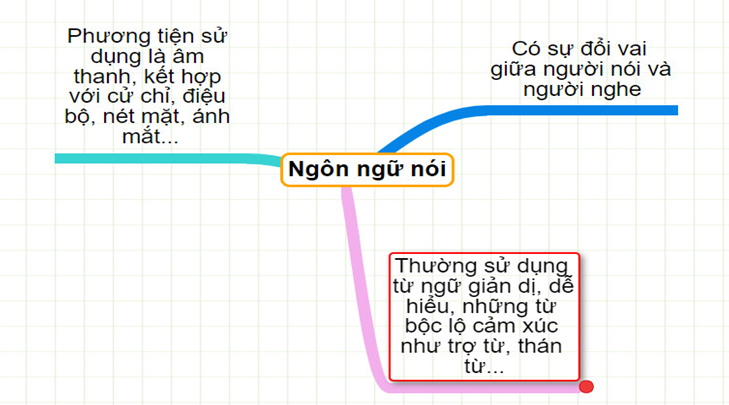 Phương tiện sử
dụng là âm
thanh, kết hợp
với cử chỉ, điệu
bộ, nét mặt, ánh
mắt...
Có sự đổi vai
giữa người nói và
người nghe
Ngôn ngữ nói
Thường sử dụng
từ ngữ giản dị, dễ
hiểu, những từ
bộc lộ cảm xúc
như trợ từ, thán
từ...